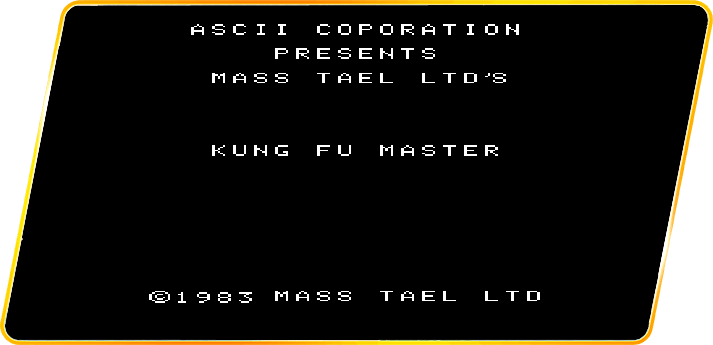 ASCII COPORATION
PRESENTS
MASS TAEL LTD'S
KUNG FU MASTER
©1983 MASS TAEL LTD